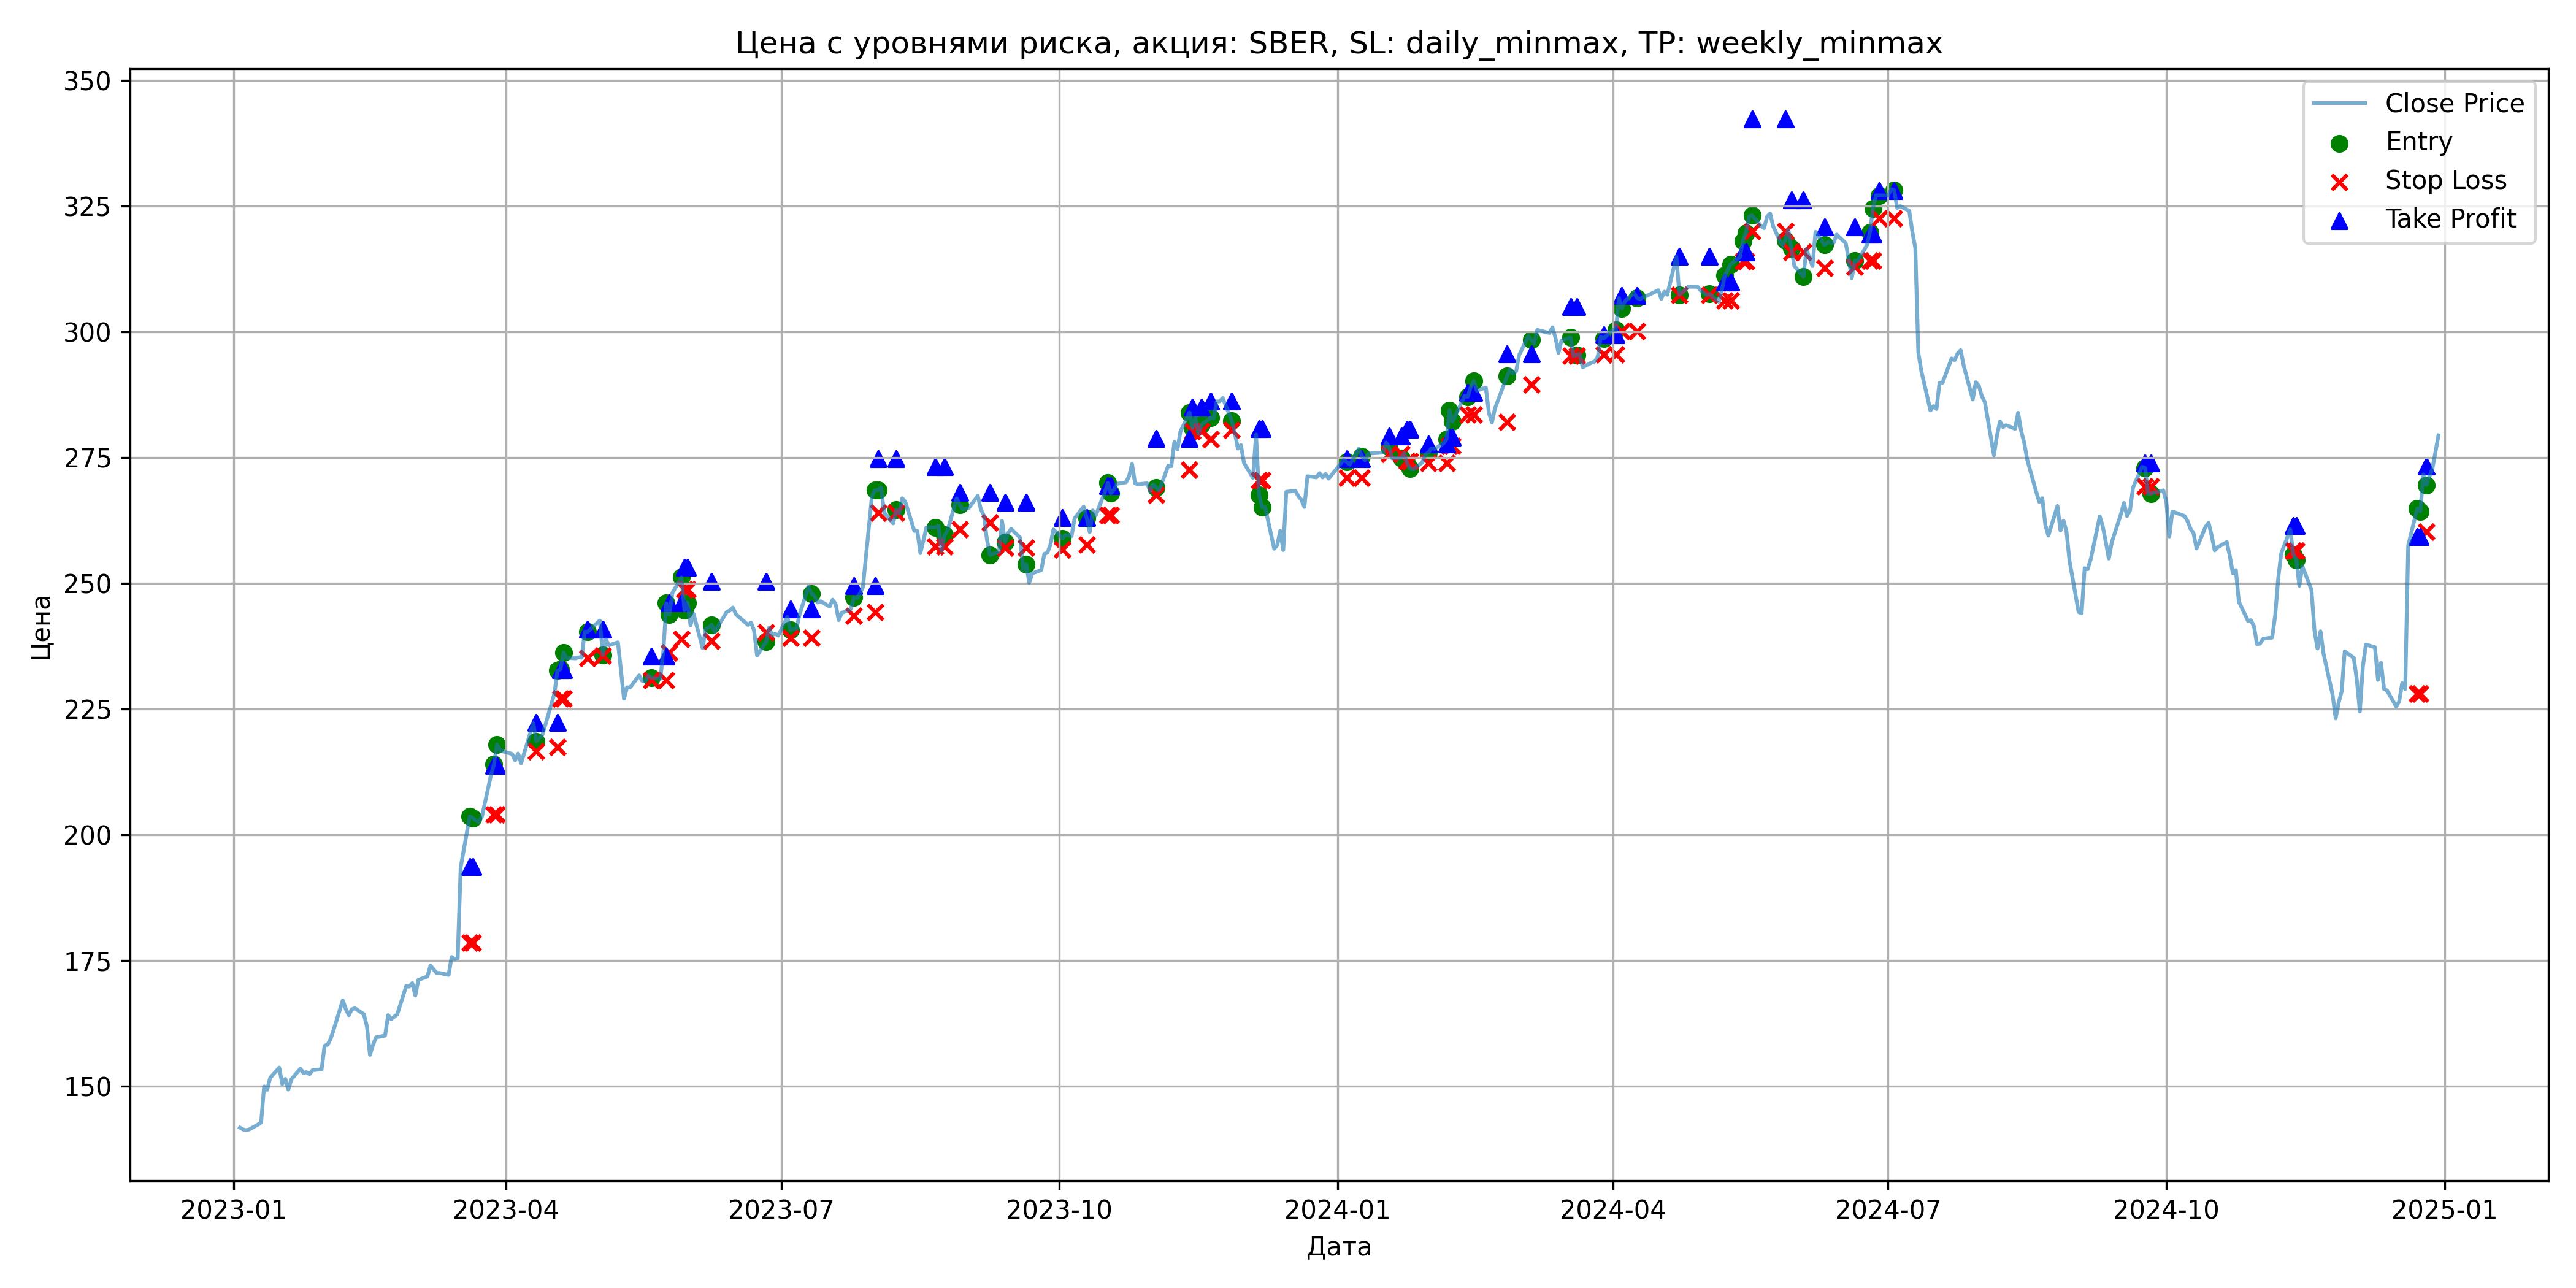 Цена с уровнями риска, акция: SBER, SL: daily_minmax, TP: weekly_minmax
350
325
300
275
250
225
200
175
150
Цена
Close Price
Entry
Stop Loss
Take Profit
2023-01
2023-04
2023-07
2023-10
2024-01
2024-04
2024-07
2024-10
2025-01
Дата